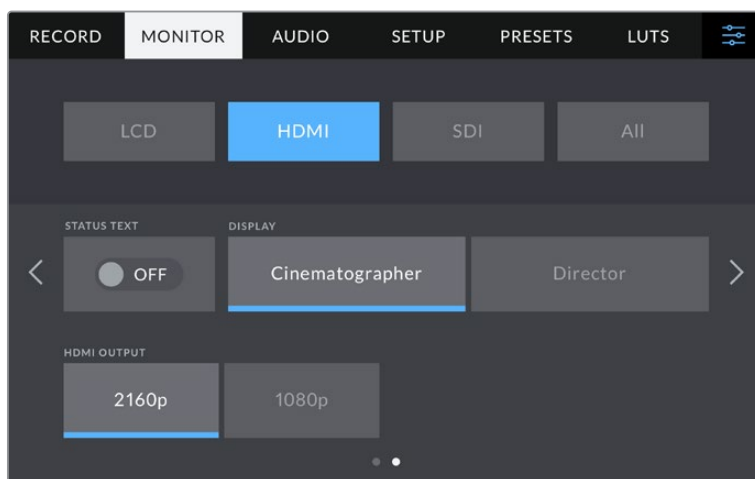 RECORD MONITOR AUDIO SETUP PRESETS LUTS
LCD HDMI SDI All
STATUS TEXT DISPLAY
OFF Cinematographer Director
HDMI OUTPUT
2160p 1080p